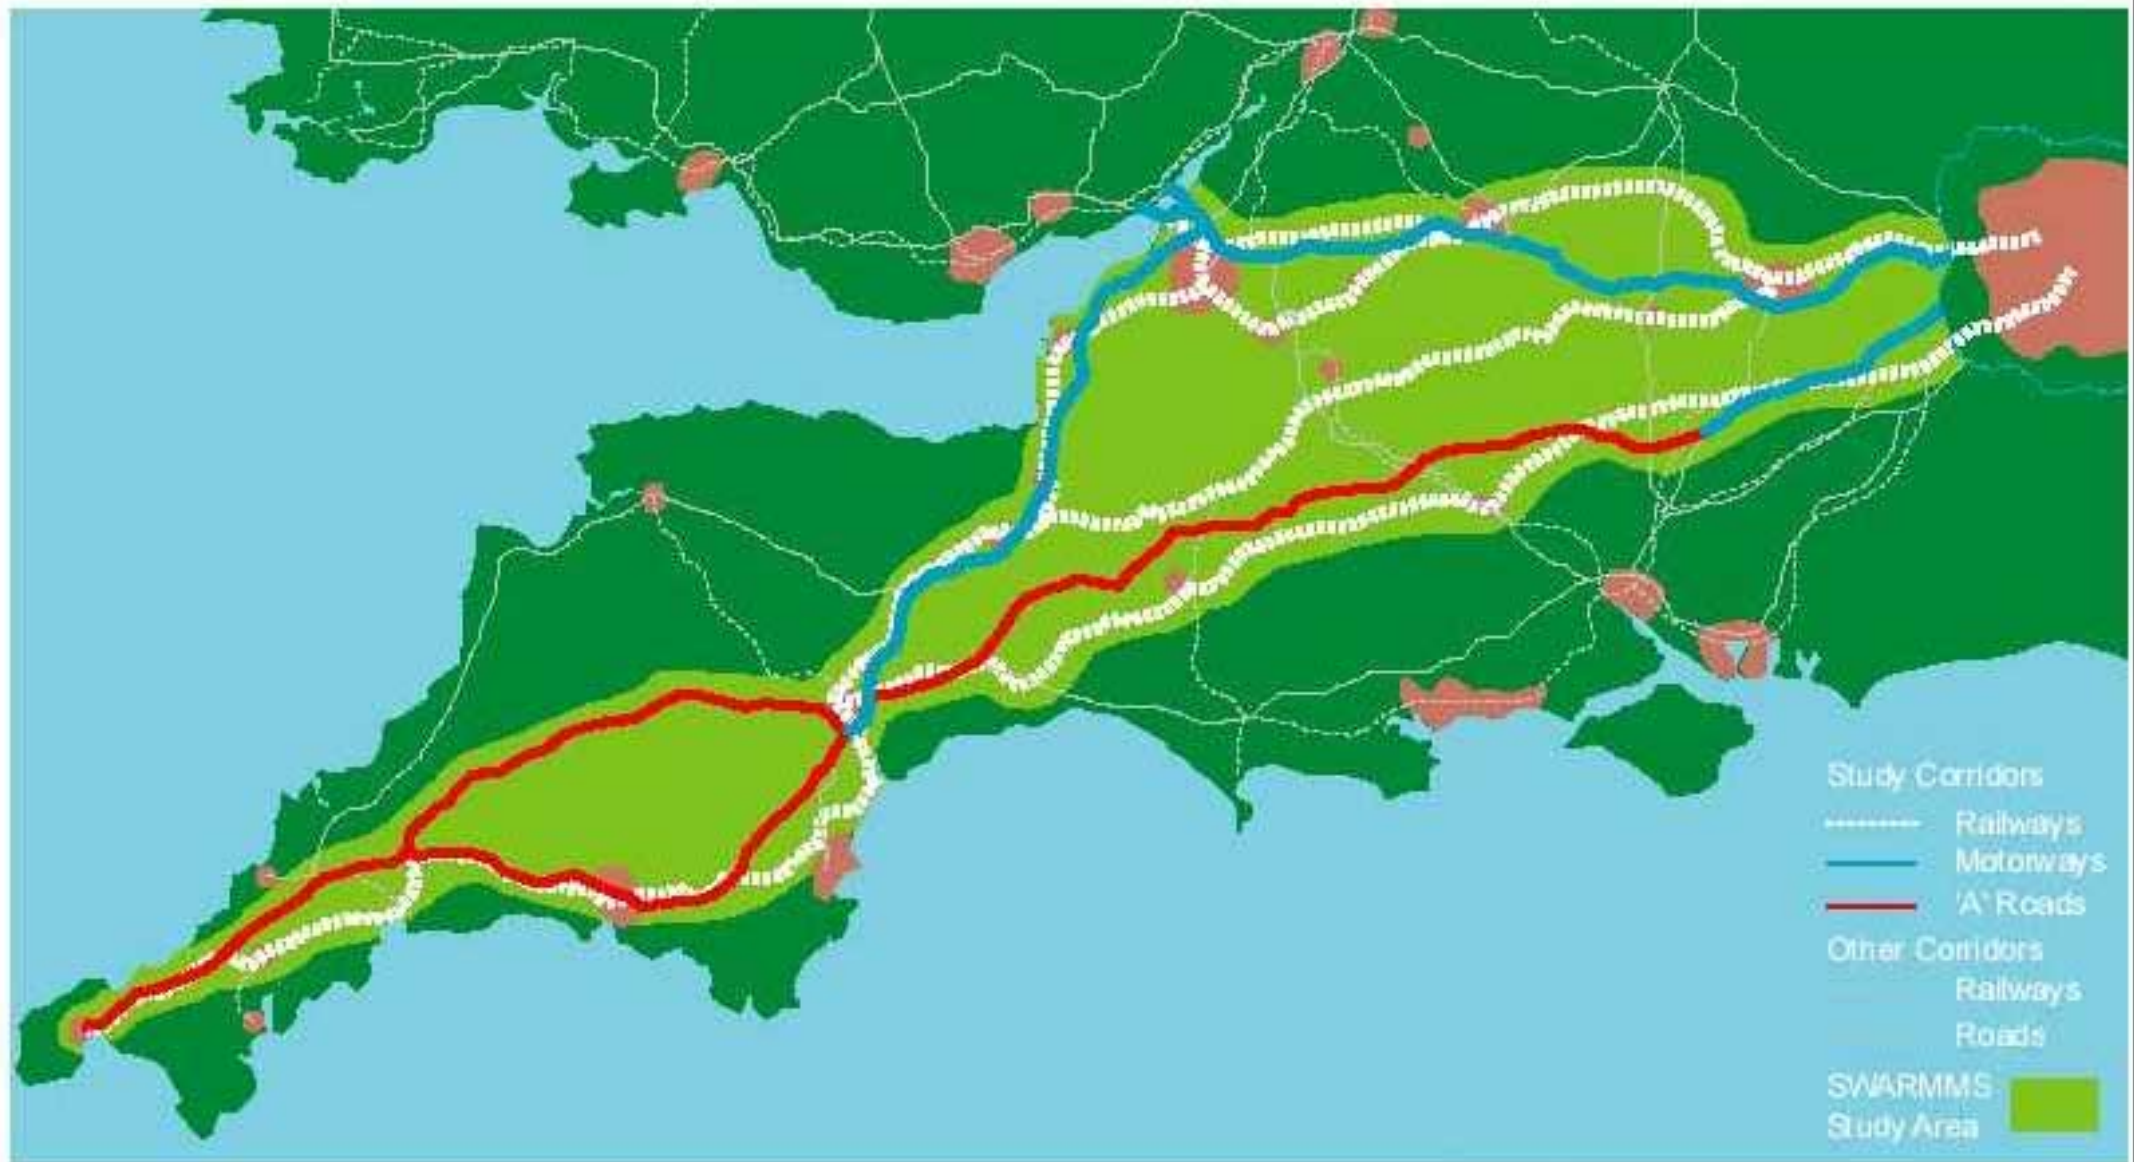 Study Corridors
Railways
Motorways
'A' Roads
Other Corridors
Railways
Roads
SWARMMS
Study Area